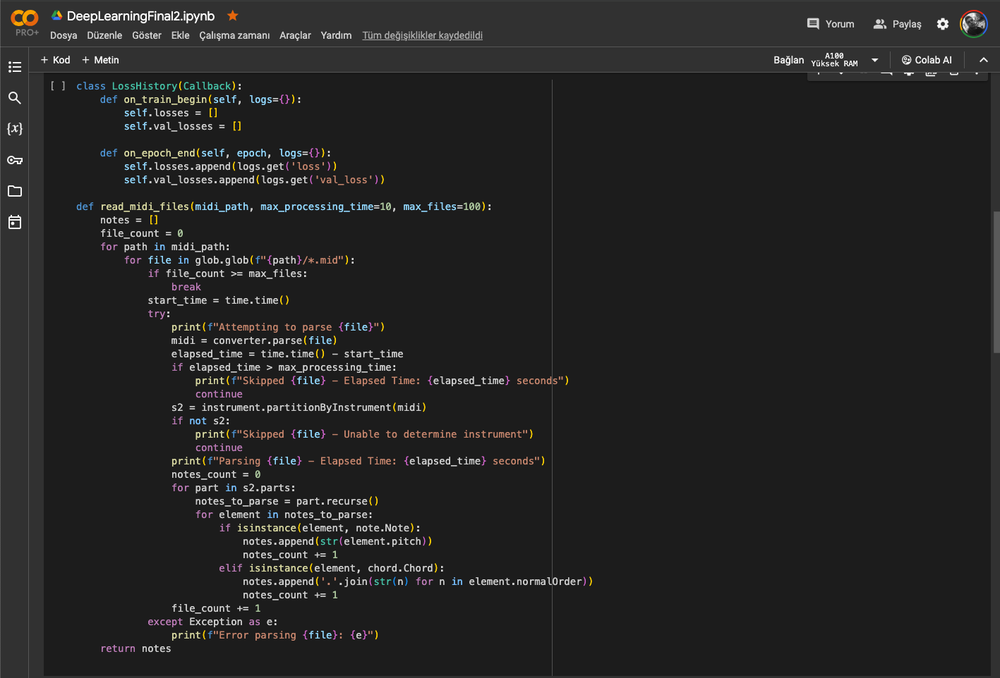 DeepLearningFinal2.ipynb
PRO+
Dosya Düzenle Göster Ekle Çalışma zamanı Araçlar Yardım Tüm değişiklikler kaydedildi
Yorum Paylaş
+ Kod + Metin
Bağlan A100 Yüksek RAM Colab AI
[ ] class LossHistory(Callback):
    def on_train_begin(self, logs={}):
        self.losses = []
        self.val_losses = []

    def on_epoch_end(self, epoch, logs={}):
        self.losses.append(logs.get('loss'))
        self.val_losses.append(logs.get('val_loss'))

def read_midi_files(midi_path, max_processing_time=10, max_files=100):
    notes = []
    file_count = 0
    for path in midi_path:
        for file in glob.glob(f"{path}/*.mid"):
            if file_count >= max_files:
                break
            start_time = time.time()
            try:
                print(f"Attempting to parse {file}")
                midi = converter.parse(file)
                elapsed_time = time.time() - start_time
                if elapsed_time > max_processing_time:
                    print(f"Skipped {file} - Elapsed Time: {elapsed_time} seconds")
                    continue
                s2 = instrument.partitionByInstrument(midi)
                if not s2:
                    print(f"Skipped {file} - Unable to determine instrument")
                    continue
                print(f"Parsing {file} - Elapsed Time: {elapsed_time} seconds")
                notes_count = 0
                for part in s2.parts:
                    notes_to_parse = part.recurse()
                    for element in notes_to_parse:
                        if isinstance(element, note.Note):
                            notes.append(str(element.pitch))
                            notes_count += 1
                        elif isinstance(element, chord.Chord):
                            notes.append('.'.join(str(n) for n in element.normalOrder))
                            notes_count += 1
                file_count += 1
            except Exception as e:
                print(f"Error parsing {file}: {e}")
    return notes